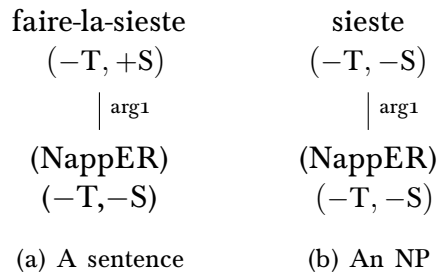 faire-la-sieste
(−T, +S)
arg1
(NappER)
(−T,−S)
(a) A sentence
sieste
(−T, −S)
arg1
(NappER)
(−T, −S)
(b) An NP